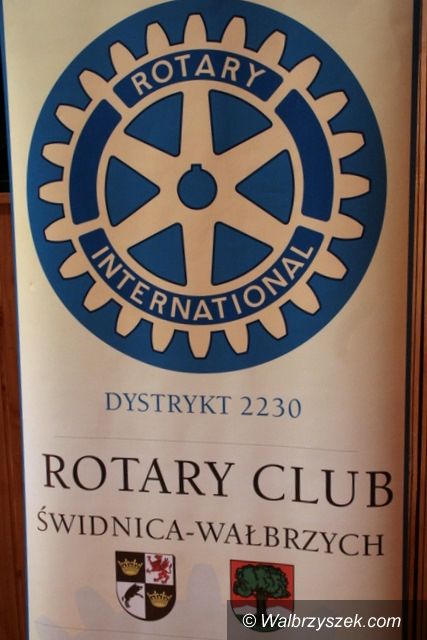 ROTARY
INTERNATIONAL
DYSTRYKT 2230
ROTARY CLUB
ŚWIDNICA-WAŁBRZYCH
© Walbrzyszek.com